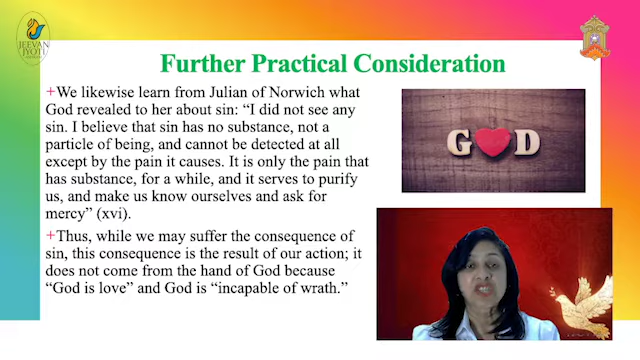 JEEVAN
JYOTI
Further Practical Consideration
+We likewise learn from Julian of Norwich what
God revealed to her about sin: “I did not see any
sin. I believe that sin has no substance, not a
particle of being, and cannot be detected at all
except by the pain it causes. It is only the pain that
has substance, for a while, and it serves to purify
us, and make us know ourselves and ask for
mercy” (xvi).
+Thus, while we may suffer the consequence of
sin, this consequence is the result of our action; it
does not come from the hand of God because
“God is love” and God is “incapable of wrath.”
G D